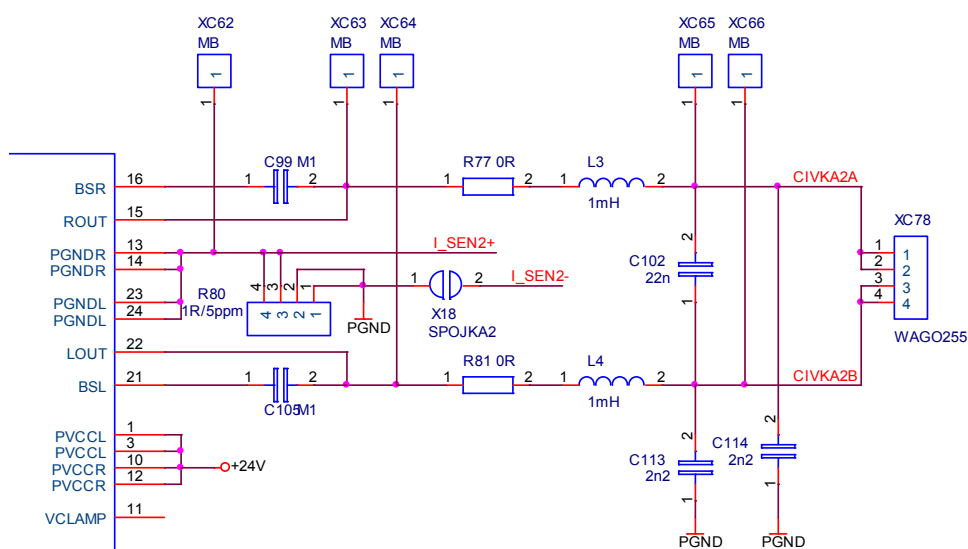 XC62 XC63 XC64 XC65 XC66
MB MB MB MB MB
1 1 1 1 1
1 1 1 1 1
C99 M1 R77 0R L3
BSR 16 1 2 1 2 1 2 CIVKA2A
1mH
ROUT 15
XC78
PGNDR 13 I_SEN2+ 1 1
PGNDR 14 2 2
C102 2 3 3
22n 1 4 4
WAGO255
4 3 2 1 1 2 I_SEN2-
PGNDL 23 R80
PGNDL 24 1R/5ppm 4 3 2 1
PGND X18
SPOJKA2
LOUT 22
R81 0R L4
BSL 21 1 2 1 2 1 2 CIVKA2B
C105 M1 1mH
PVCCL 1
PVCCL 3
PVCCR 10 +24V
PVCCR 12
C113 2 C114 2
2n2 1 2n2 1
VCLAMP 11
PGND PGND